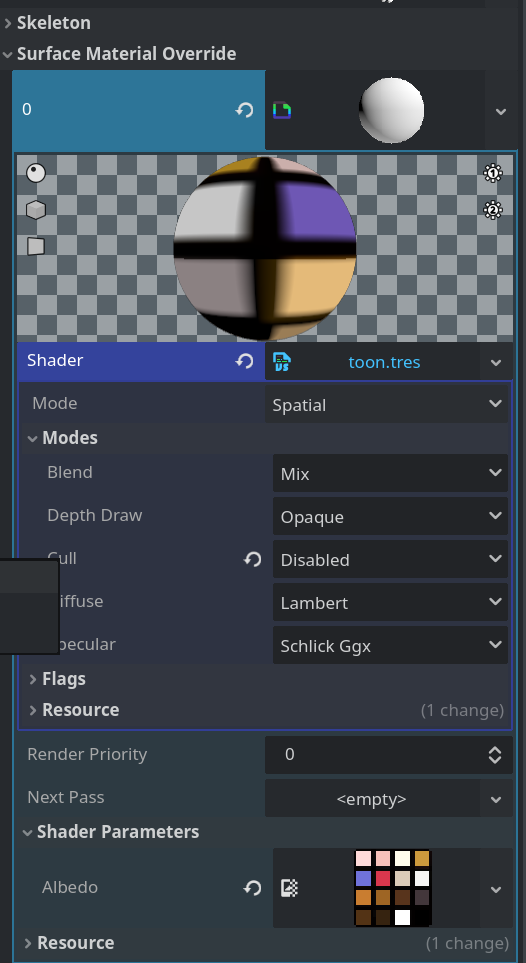 Skeleton
Surface Material Override
0
1
2
Shader
toon.tres
Mode
Spatial
Modes
Blend
Mix
Depth Draw
Opaque
Cull
Disabled
iffuse
Lambert
pecular
Schlick Ggx
Flags
Resource (1 change)
Render Priority
0
Next Pass
<empty>
Shader Parameters
Albedo
Resource (1 change)